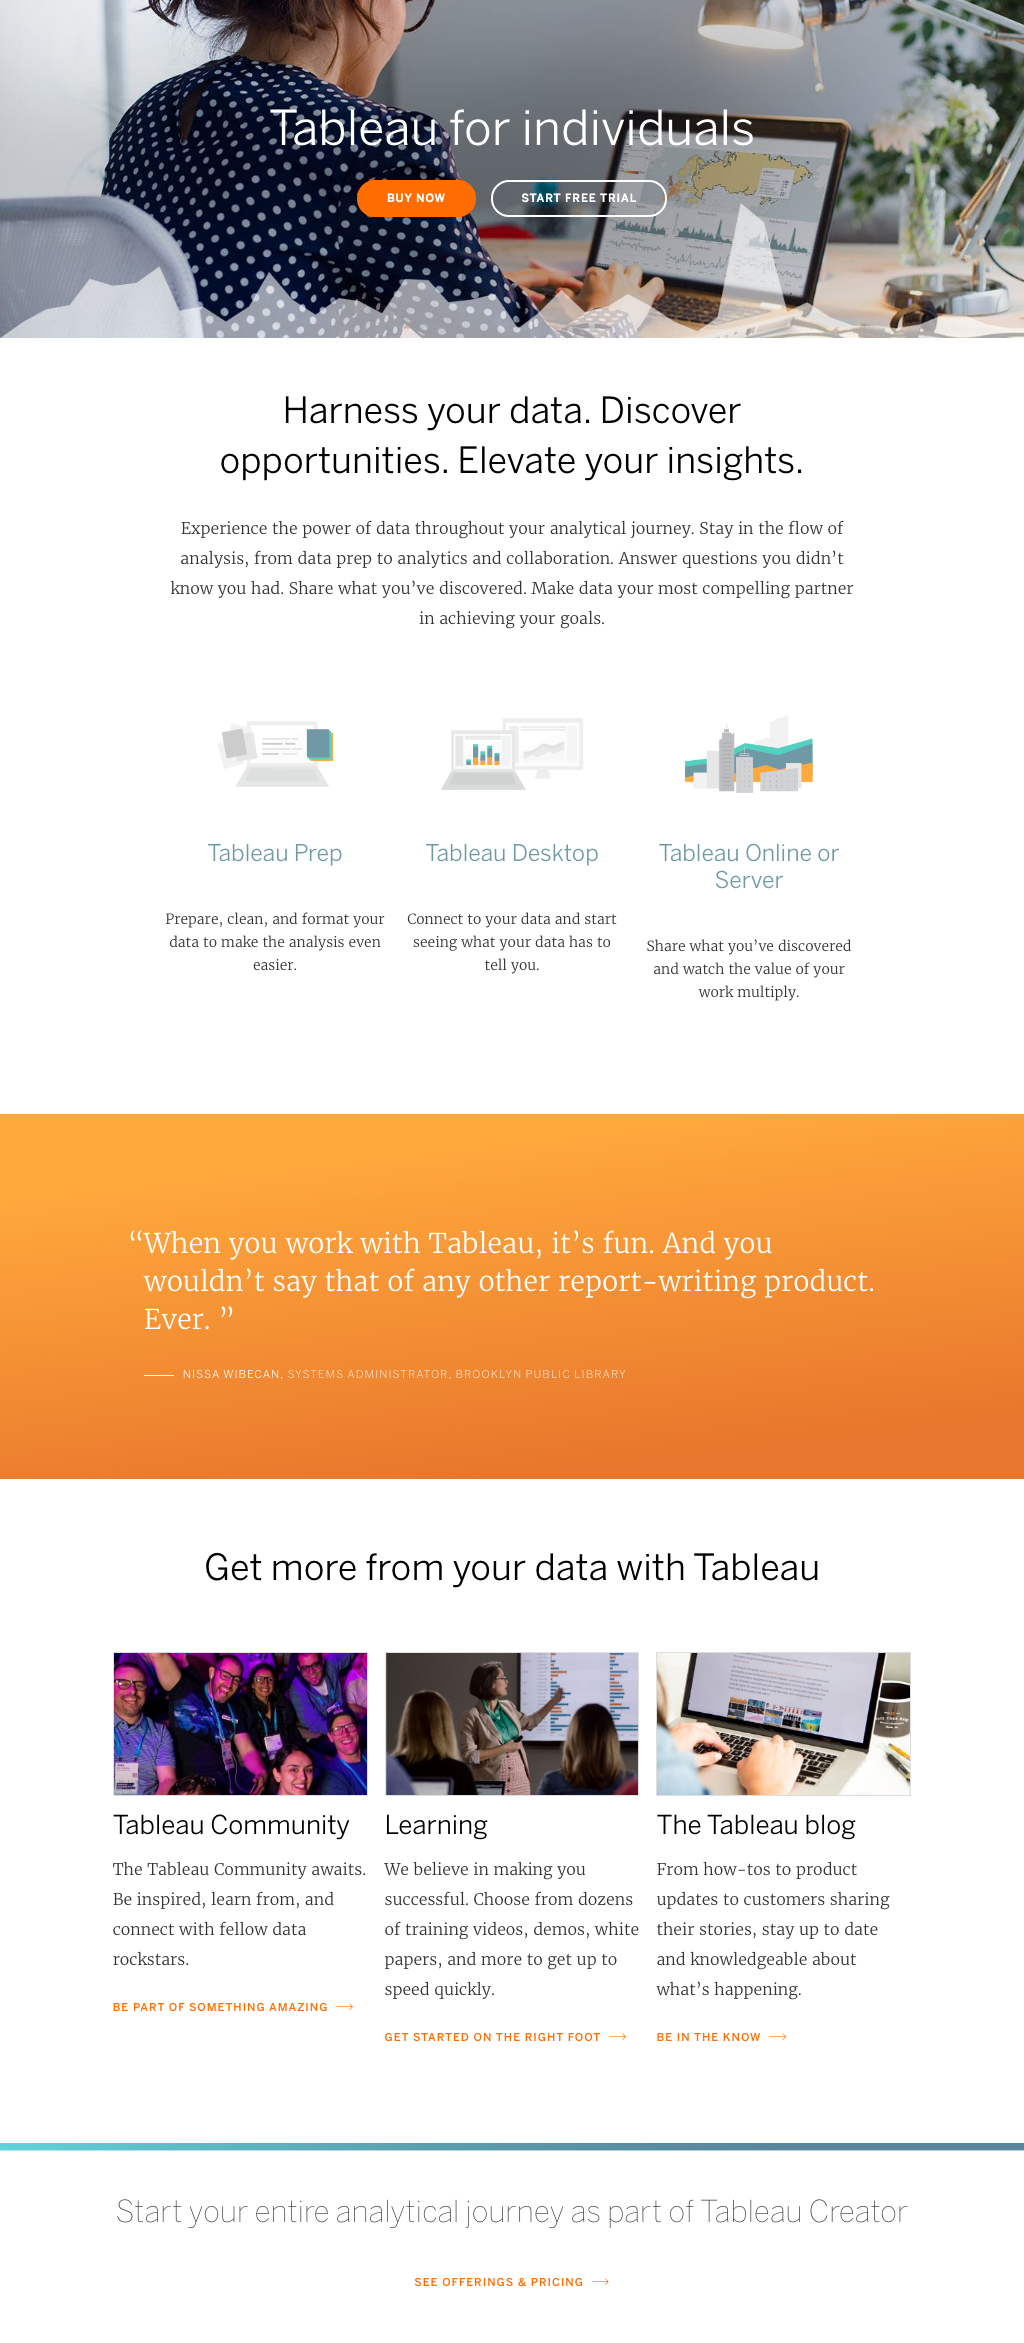 Tableau for individuals
BUY NOW
START FREE TRIAL
Harness your data. Discover
opportunities. Elevate your insights.
Experience the power of data throughout your analytical journey. Stay in the flow of
analysis, from data prep to analytics and collaboration. Answer questions you didn’t
know you had. Share what you’ve discovered. Make data your most compelling partner
in achieving your goals.
Tableau Prep
Prepare, clean, and format your
data to make the analysis even
easier.
Tableau Desktop
Connect to your data and start
seeing what your data has to
tell you.
Tableau Online or
Server
Share what you’ve discovered
and watch the value of your
work multiply.
“When you work with Tableau, it’s fun. And you
wouldn’t say that of any other report-writing product.
Ever. ”
NISSA WIBECAN, SYSTEMS ADMINISTRATOR, BROOKLYN PUBLIC LIBRARY
Get more from your data with Tableau
Tableau Community
The Tableau Community awaits.
Be inspired, learn from, and
connect with fellow data
rockstars.
BE PART OF SOMETHING AMAZING
Learning
We believe in making you
successful. Choose from dozens
of training videos, demos, white
papers, and more to get up to
speed quickly.
GET STARTED ON THE RIGHT FOOT
The Tableau blog
From how-tos to product
updates to customers sharing
their stories, stay up to date
and knowledgeable about
what’s happening.
BE IN THE KNOW
Start your entire analytical journey as part of Tableau Creator
SEE OFFERINGS & PRICING